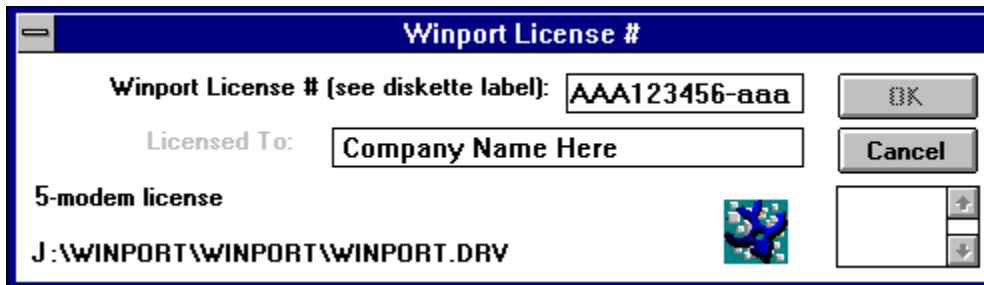 Winport License #
Winport License # (see diskette label): AAA123456-aaa OK
Licensed To: Company Name Here Cancel
5-modem license
J:\WINPORT\WINPORT\WINPORT.DRV